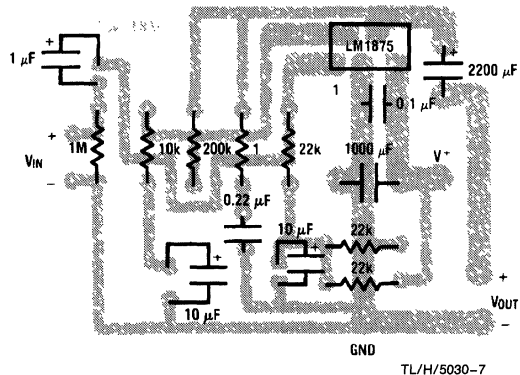 LM1875
+
1 µF
+
2200 µF
1
0.1 µF
+
1M
10k
200k
1
22k
1000 µF
V+
VIN
−
0.22 µF
10 µF
+
22k
+
22k
10 µF
+
VOUT
−
GND
TL/H/5030–7